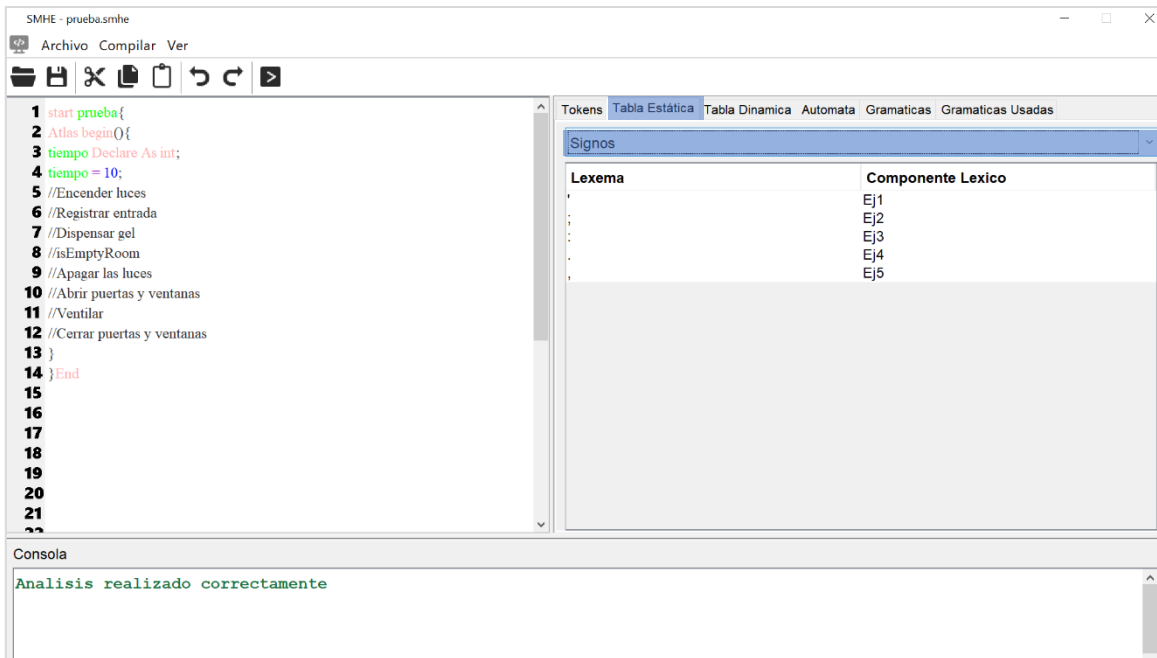 SMHE - prueba.smhe
Archivo Compilar Ver
1 start prueba{
2 Atlas begin(){
3 tiempo Declare As int;
4 tiempo = 10;
5 //Encender luces
6 //Registrar entrada
7 //Dispensar gel
8 //isEmptyRoom
9 //Apagar las luces
10 //Abrir puertas y ventanas
11 //Ventilar
12 //Cerrar puertas y ventanas
13 }
14 }End
15
16
17
18
19
20
21
22
Tokens Tabla Estática Tabla Dinamica Automata Gramaticas Gramaticas Usadas
Signos
Lexema Componente Lexico
' Ej1
; Ej2
: Ej3
. Ej4
, Ej5
Consola
Analisis realizado correctamente